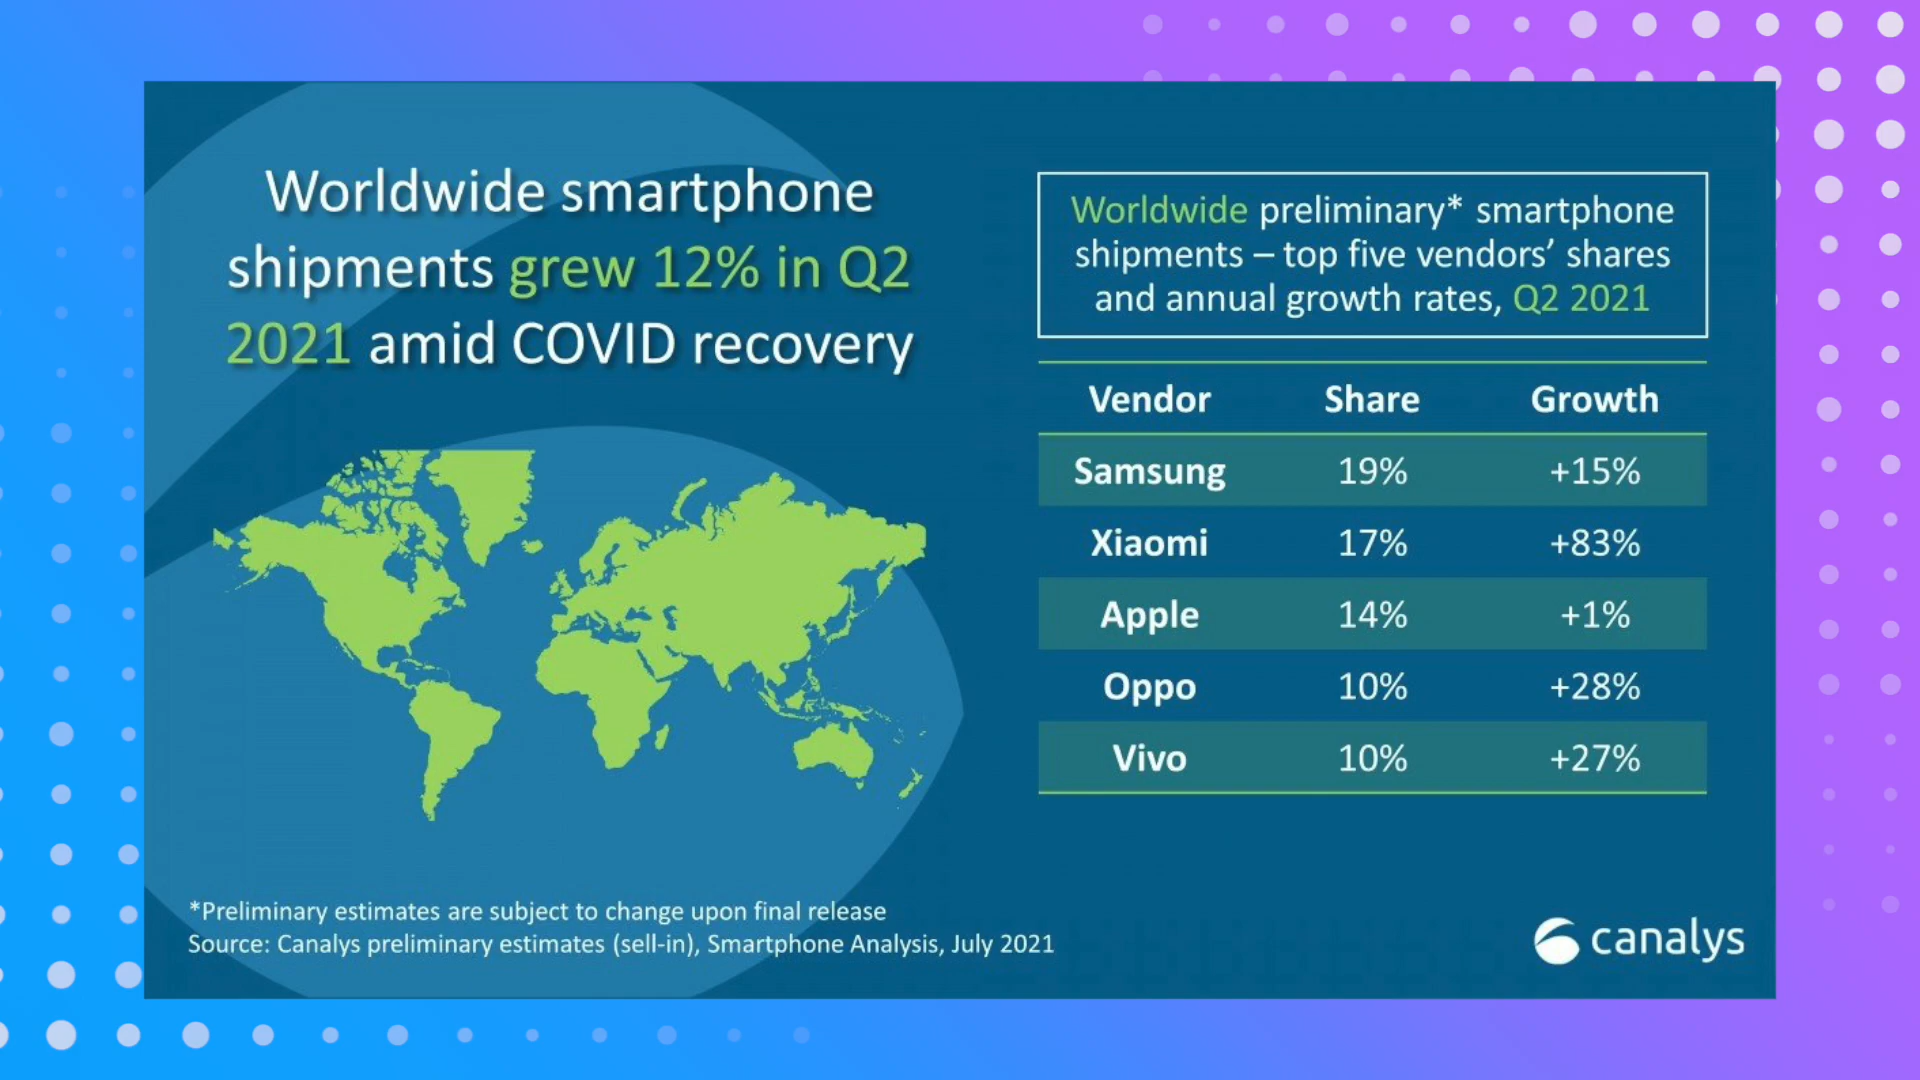 Worldwide smartphone
shipments grew 12% in Q2
2021 amid COVID recovery
Worldwide preliminary* smartphone
shipments – top five vendors’ shares
and annual growth rates, Q2 2021
Vendor Share Growth
Samsung 19% +15%
Xiaomi 17% +83%
Apple 14% +1%
Oppo 10% +28%
Vivo 10% +27%
*Preliminary estimates are subject to change upon final release
Source: Canalys preliminary estimates (sell-in), Smartphone Analysis, July 2021
canalys